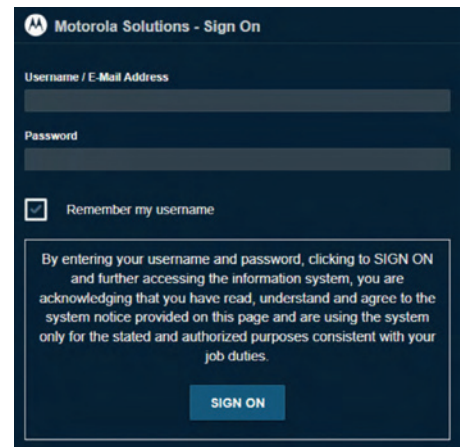 Motorola Solutions - Sign On
Username / E-Mail Address
Password
Remember my username
By entering your username and password, clicking to SIGN ON
and further accessing the information system, you are
acknowledging that you have read, understand and agree to the
system notice provided on this page and are using the system
only for the stated and authorized purposes consistent with your
job duties.
SIGN ON